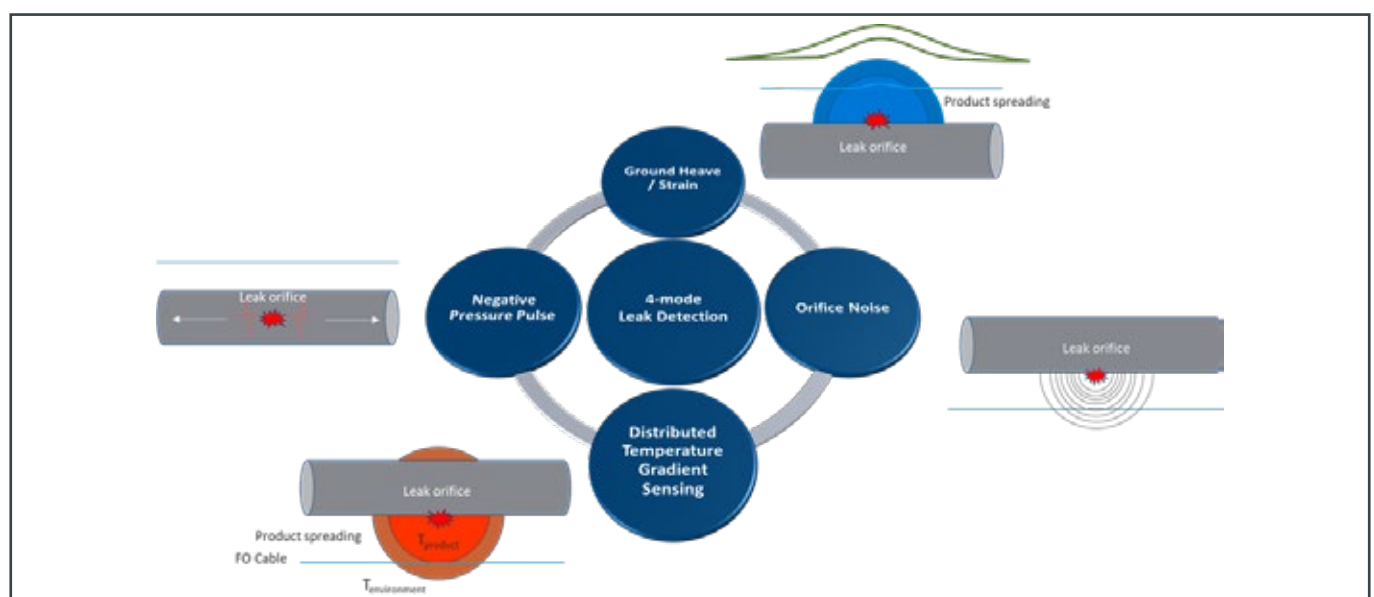 Product spreading
Leak orifice
Ground Heave
/ Strain
Leak orifice
Negative
Pressure Pulse
4-mode
Leak Detection
Orifice Noise
Leak orifice
Distributed
Temperature
Gradient
Sensing
Leak orifice
Product spreading
Tproduct
FO Cable
Tenvironment